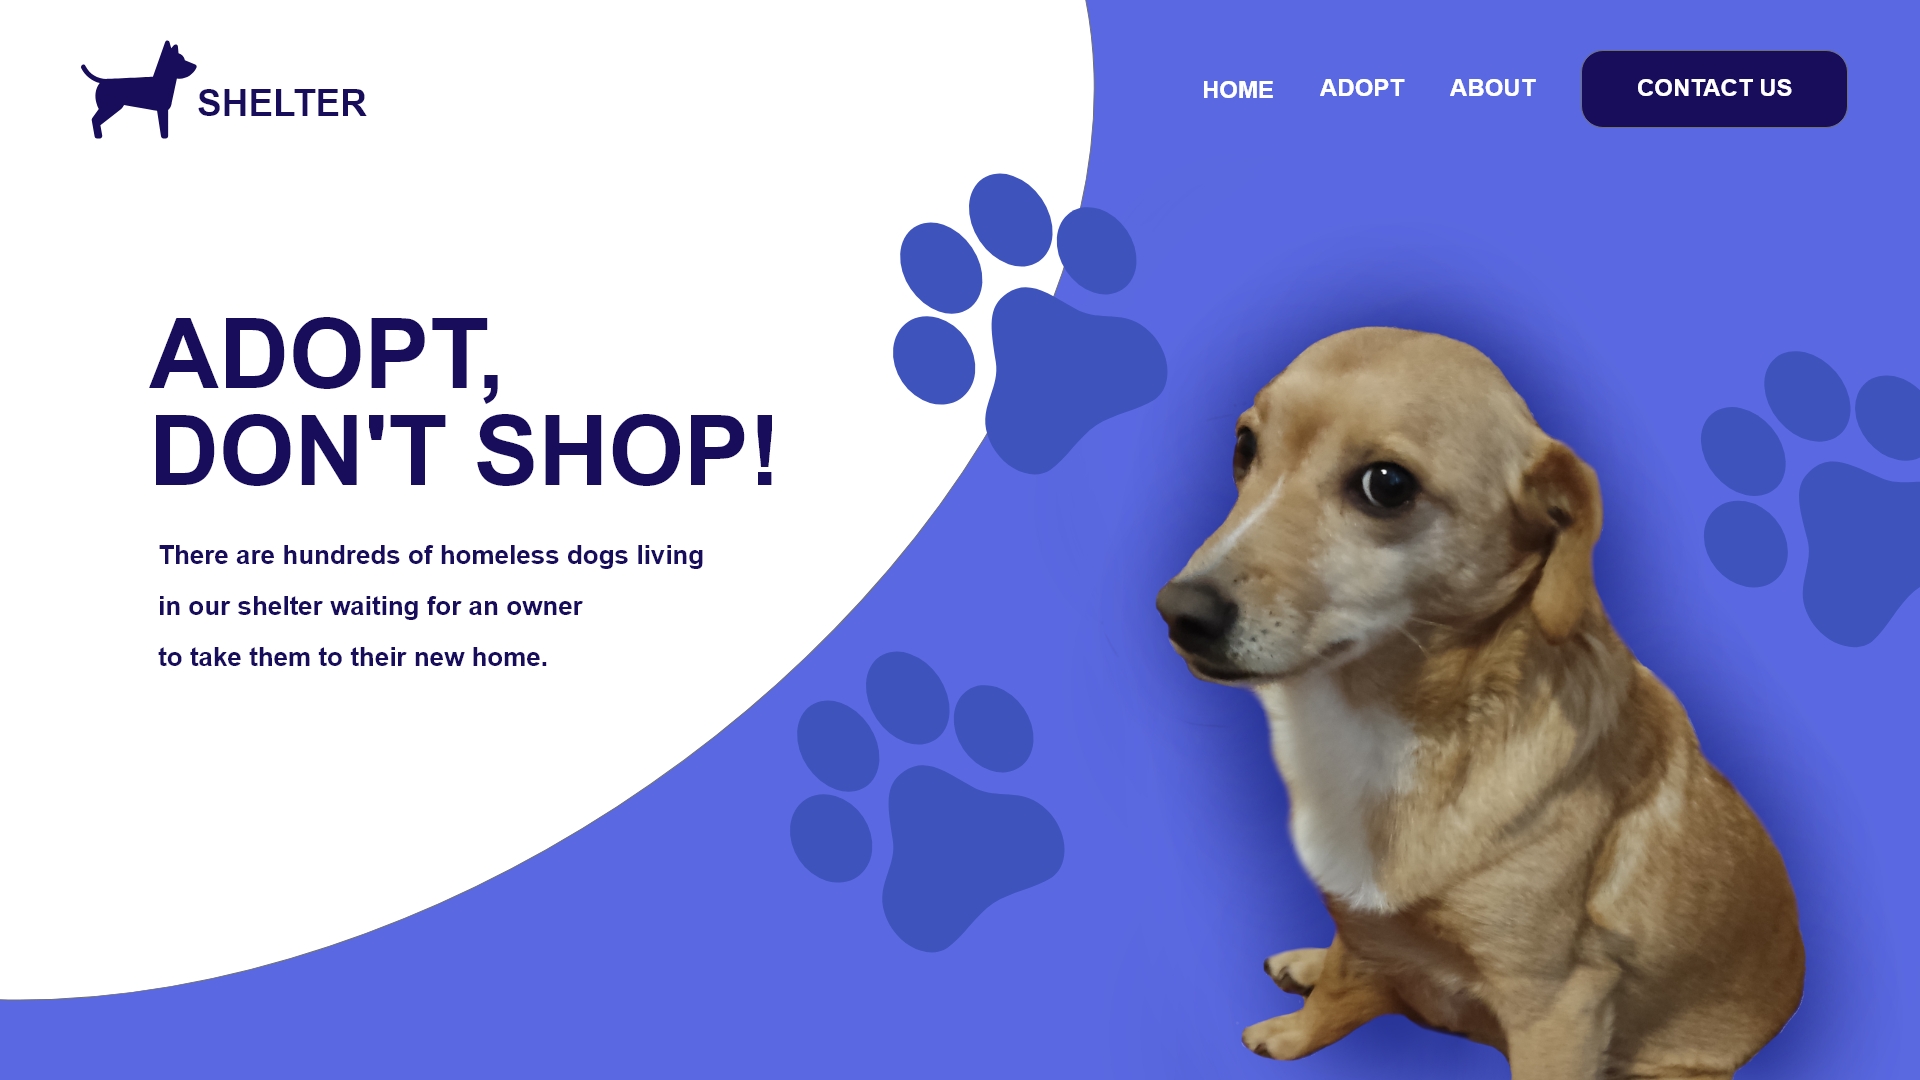 SHELTER
HOME
ADOPT
ABOUT
CONTACT US
ADOPT,
DON'T SHOP!
There are hundreds of homeless dogs living
in our shelter waiting for an owner
to take them to their new home.